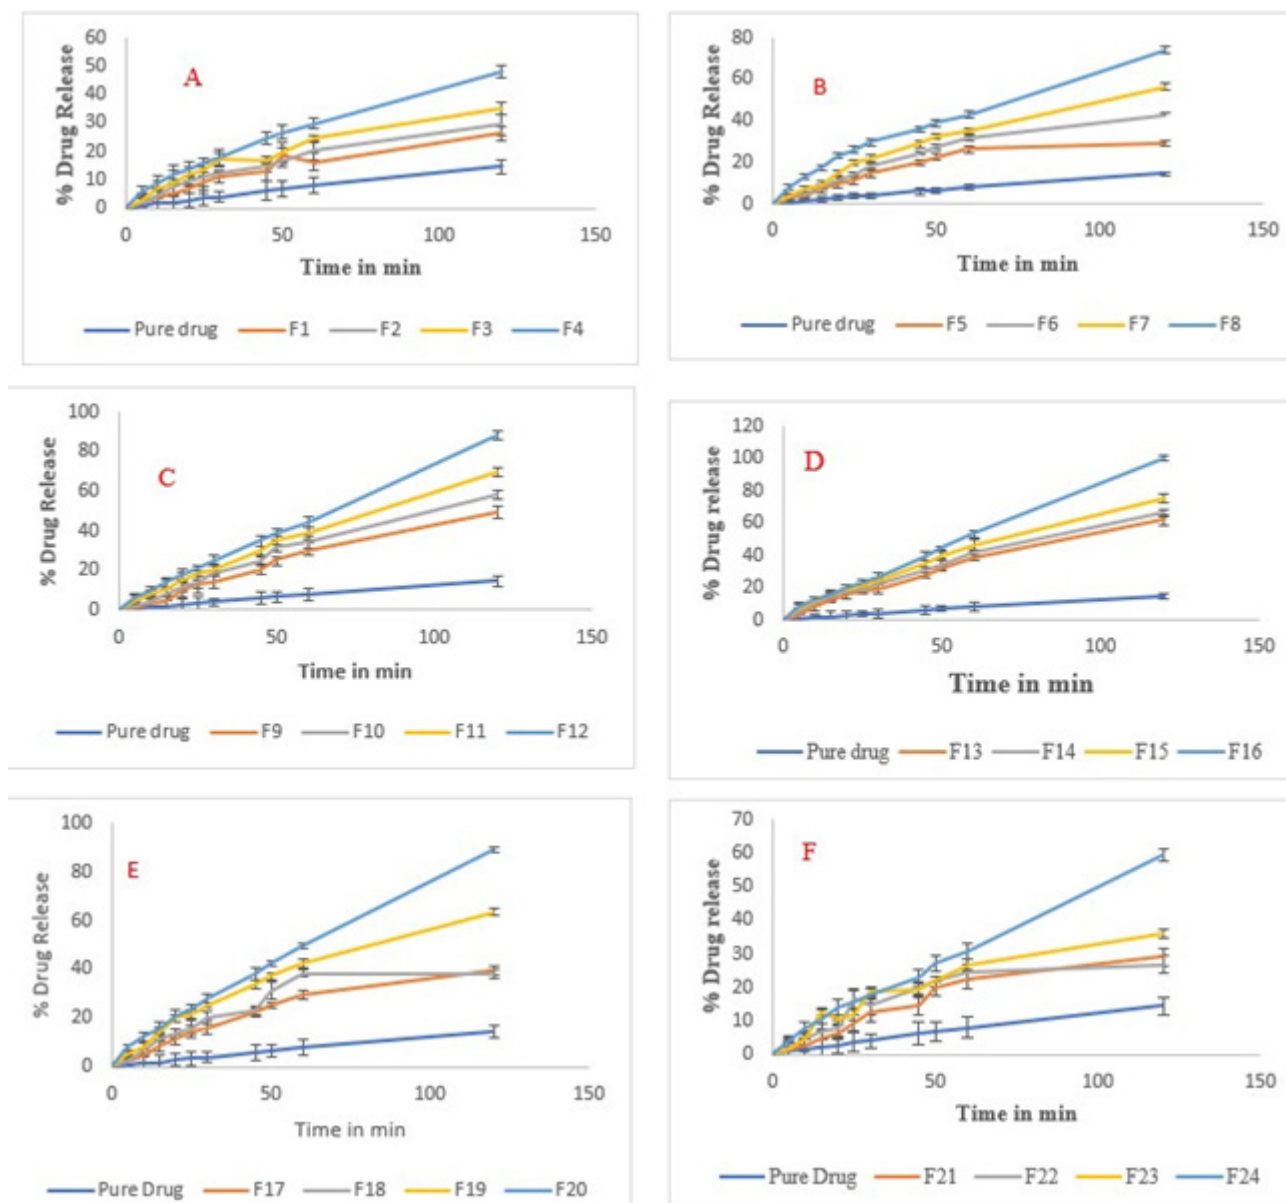 A
% Drug Release
60
50
40
30
20
10
0
0 50 100 150
Time in min
Pure drug F1 F2 F3 F4
B
% Drug Release
80
60
40
20
0
0 50 100 150
Time in min
Pure drug F5 F6 F7 F8
C
% Drug Release
100
80
60
40
20
0
0 50 100 150
Time in min
Pure drug F9 F10 F11 F12
D
% Drug release
120
100
80
60
40
20
0
0 50 100 150
Time in min
Pure drug F13 F14 F15 F16
E
% Drug Release
100
80
60
40
20
0
0 50 100 150
Time in min
Pure Drug F17 F18 F19 F20
F
% Drug release
70
60
50
40
30
20
10
0
0 50 100 150
Time in min
Pure Drug F21 F22 F23 F24